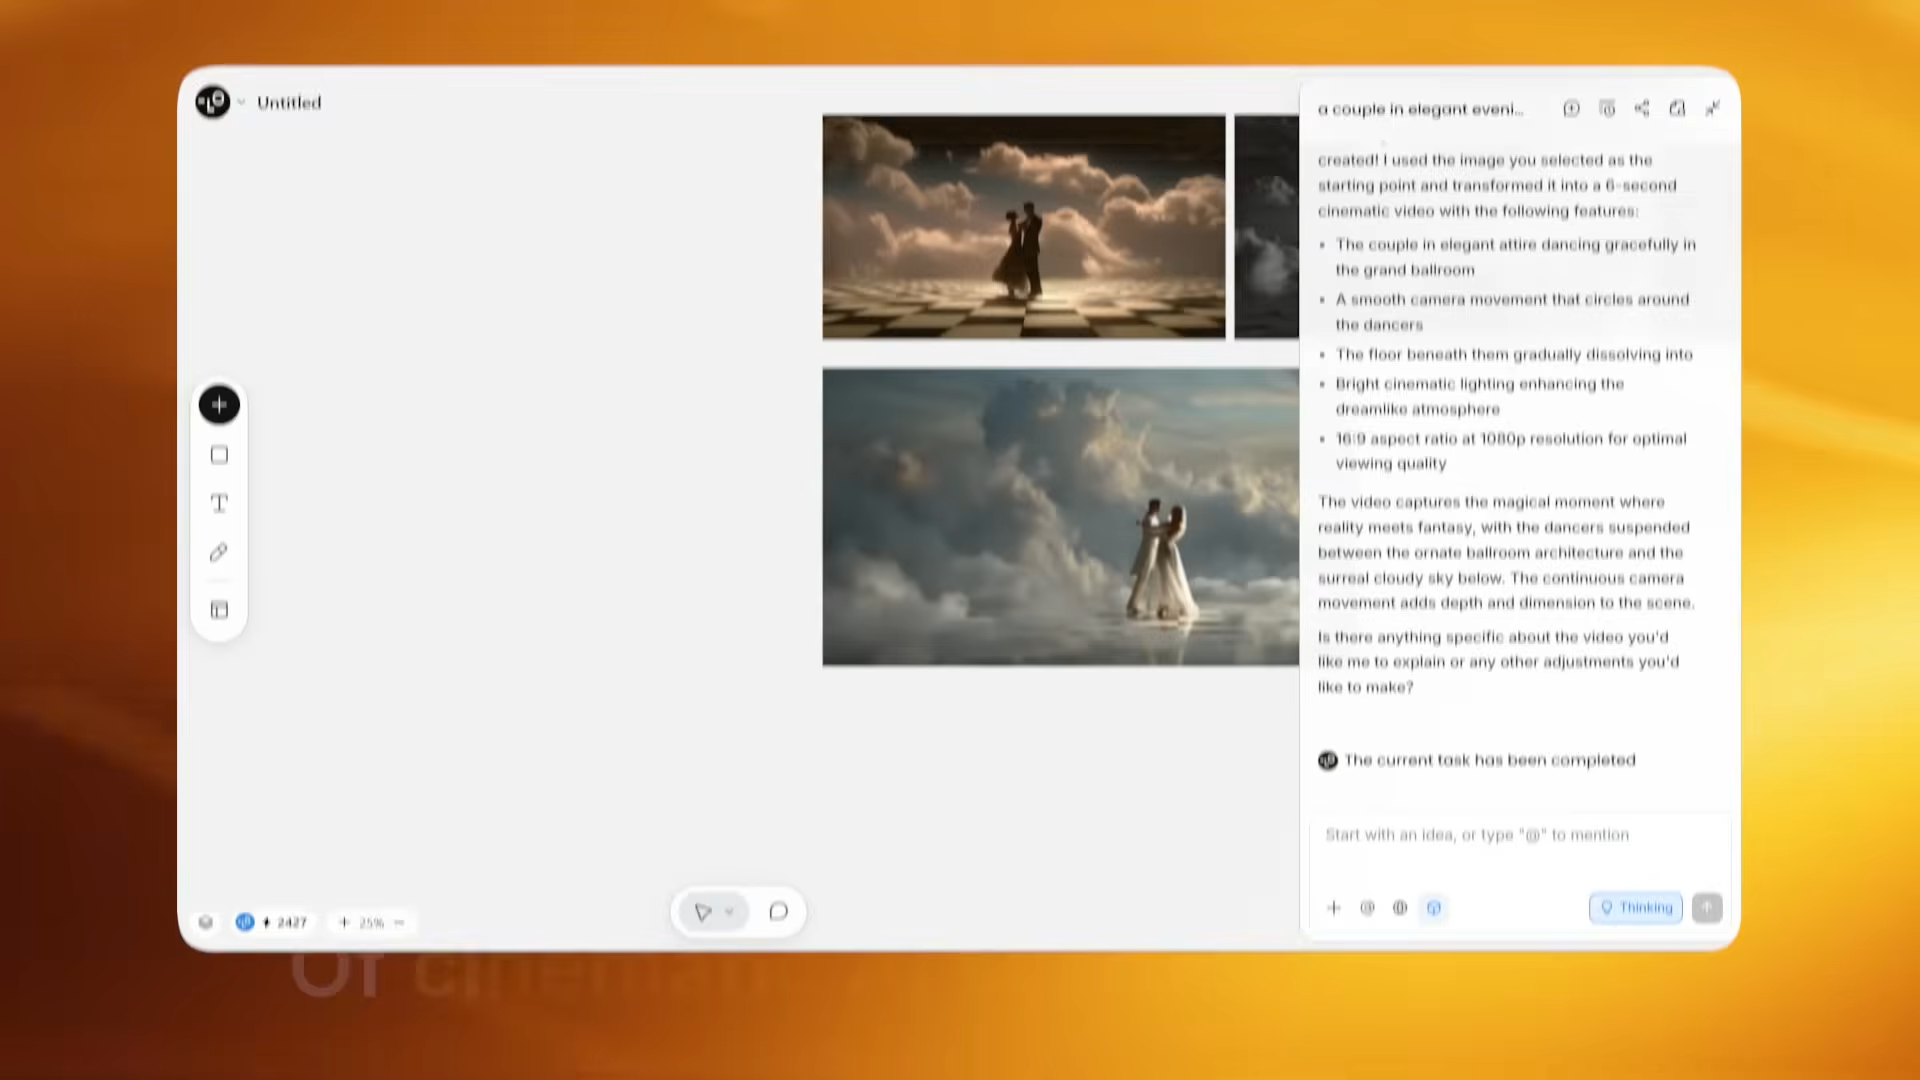 Untitled
a couple in elegant eveni...
created! I used the image you selected as the
starting point and transformed it into a 6-second
cinematic video with the following features:
• The couple in elegant attire dancing gracefully in
the grand ballroom
• A smooth camera movement that circles around
the dancers
• The floor beneath them gradually dissolving into
• Bright cinematic lighting enhancing the
dreamlike atmosphere
• 16:9 aspect ratio at 1080p resolution for optimal
viewing quality
The video captures the magical moment where
reality meets fantasy, with the dancers suspended
between the ornate ballroom architecture and the
surreal cloudy sky below. The continuous camera
movement adds depth and dimension to the scene.
Is there anything specific about the video you'd
like me to explain or any other adjustments you'd
like to make?
The current task has been completed
Start with an idea, or type "@" to mention
Thinking
2427
25%
Of